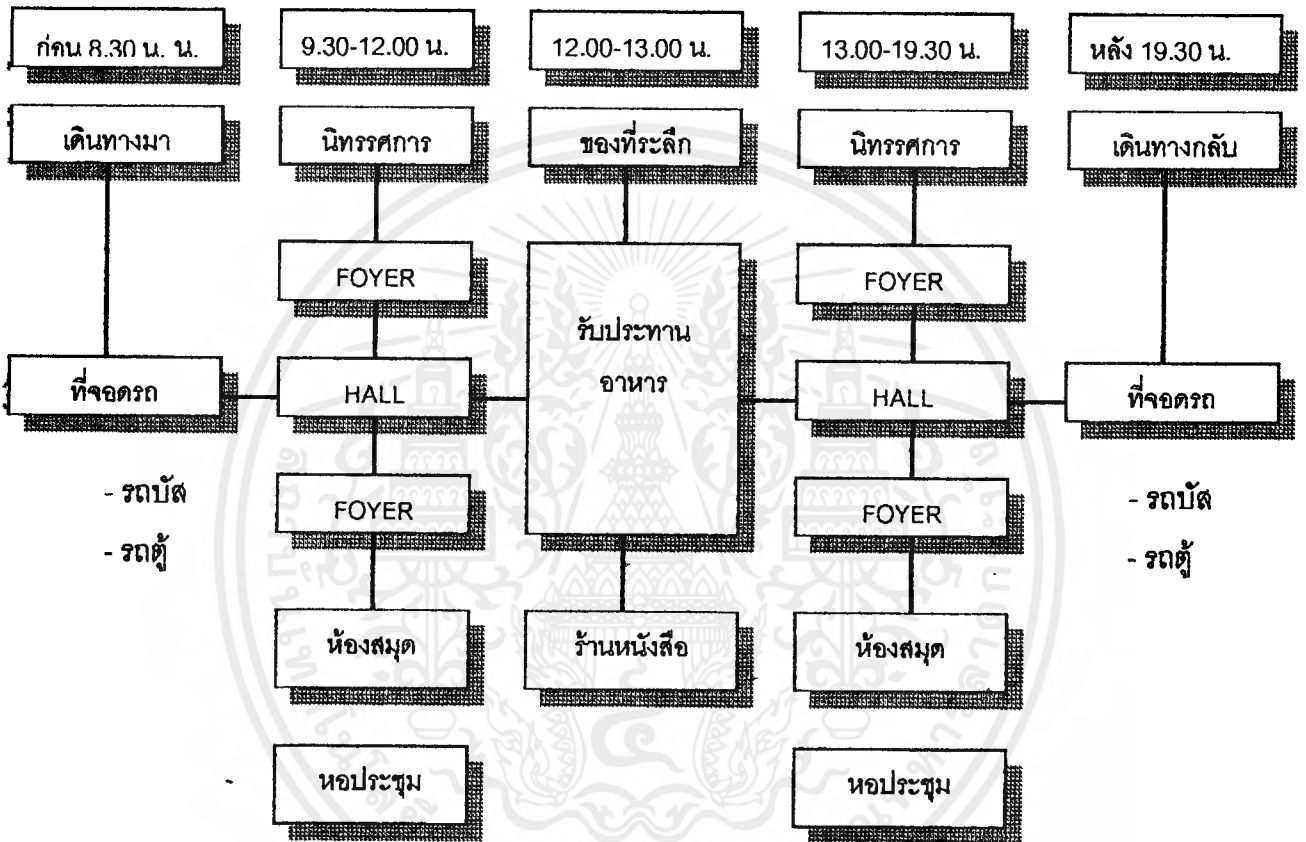 ก่อน 8.30 น. น.
9.30-12.00 น.
12.00-13.00 น.
13.00-19.30 น.
หลัง 19.30 น.
เดินทางมา
นิทรรศการ
ของที่ระลึก
นิทรรศการ
เดินทางกลับ
FOYER
FOYER
รับประทาน
อาหาร
ที่จอดรถ
HALL
HALL
ที่จอดรถ
- รถบัส
- รถตู้
FOYER
FOYER
- รถบัส
- รถตู้
ห้องสมุด
ร้านหนังสือ
ห้องสมุด
หอประชุม
หอประชุม